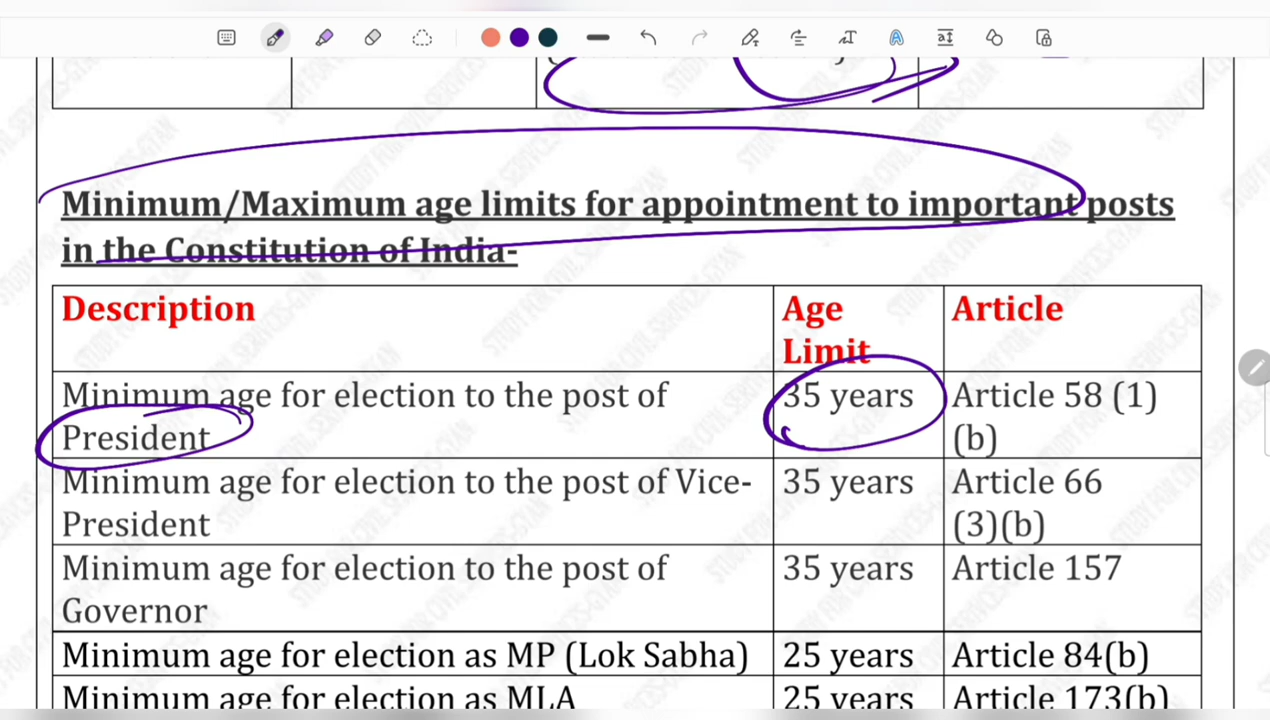 Minimum/Maximum age limits for appointment to important posts
in the Constitution of India-
Description
Age
Limit
Article
Minimum age for election to the post of
President
35 years
Article 58 (1)
(b)
Minimum age for election to the post of Vice-
President
35 years
Article 66
(3)(b)
Minimum age for election to the post of
Governor
35 years
Article 157
Minimum age for election as MP (Lok Sabha)
25 years
Article 84(b)
Minimum age for election as MLA
25 years
Article 173(b)